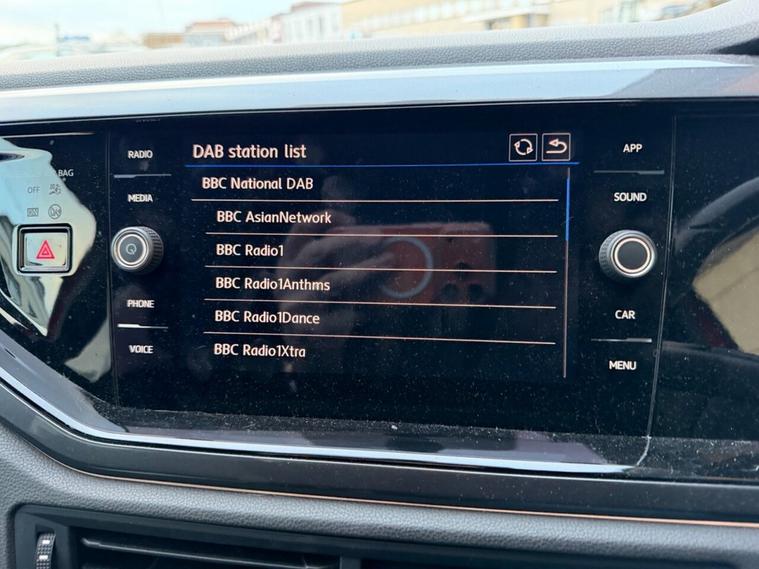 DAB station list
RADIO
MEDIA
PHONE
VOICE
BBC National DAB
BBC AsianNetwork
BBC Radio1
BBC Radio1Anthms
BBC Radio1Dance
BBC Radio1Xtra
APP
SOUND
CAR
MENU
BAG
OFF